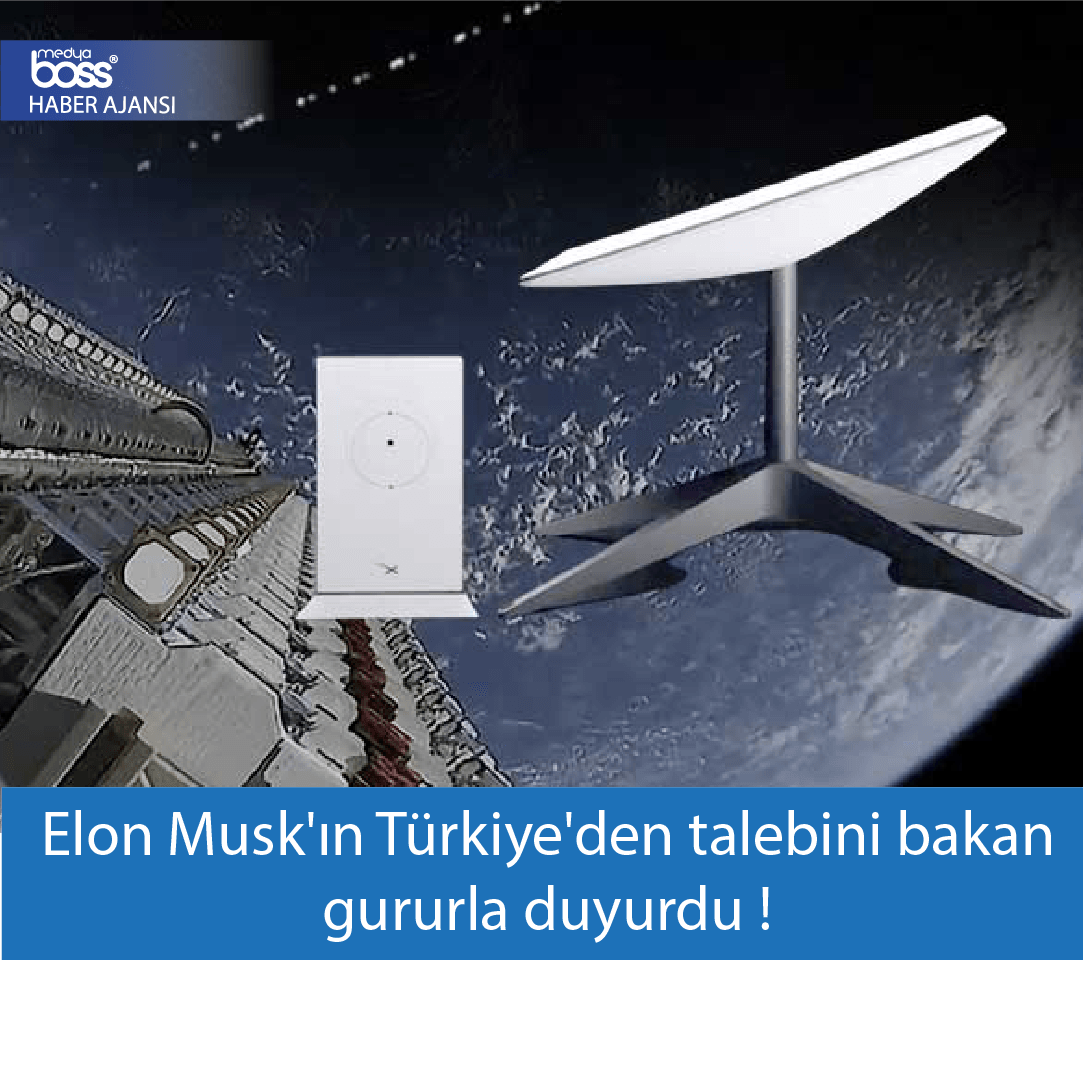 medya
boss®
HABER AJANSI
Elon Musk'ın Türkiye'den talebini bakan
gururla duyurdu !